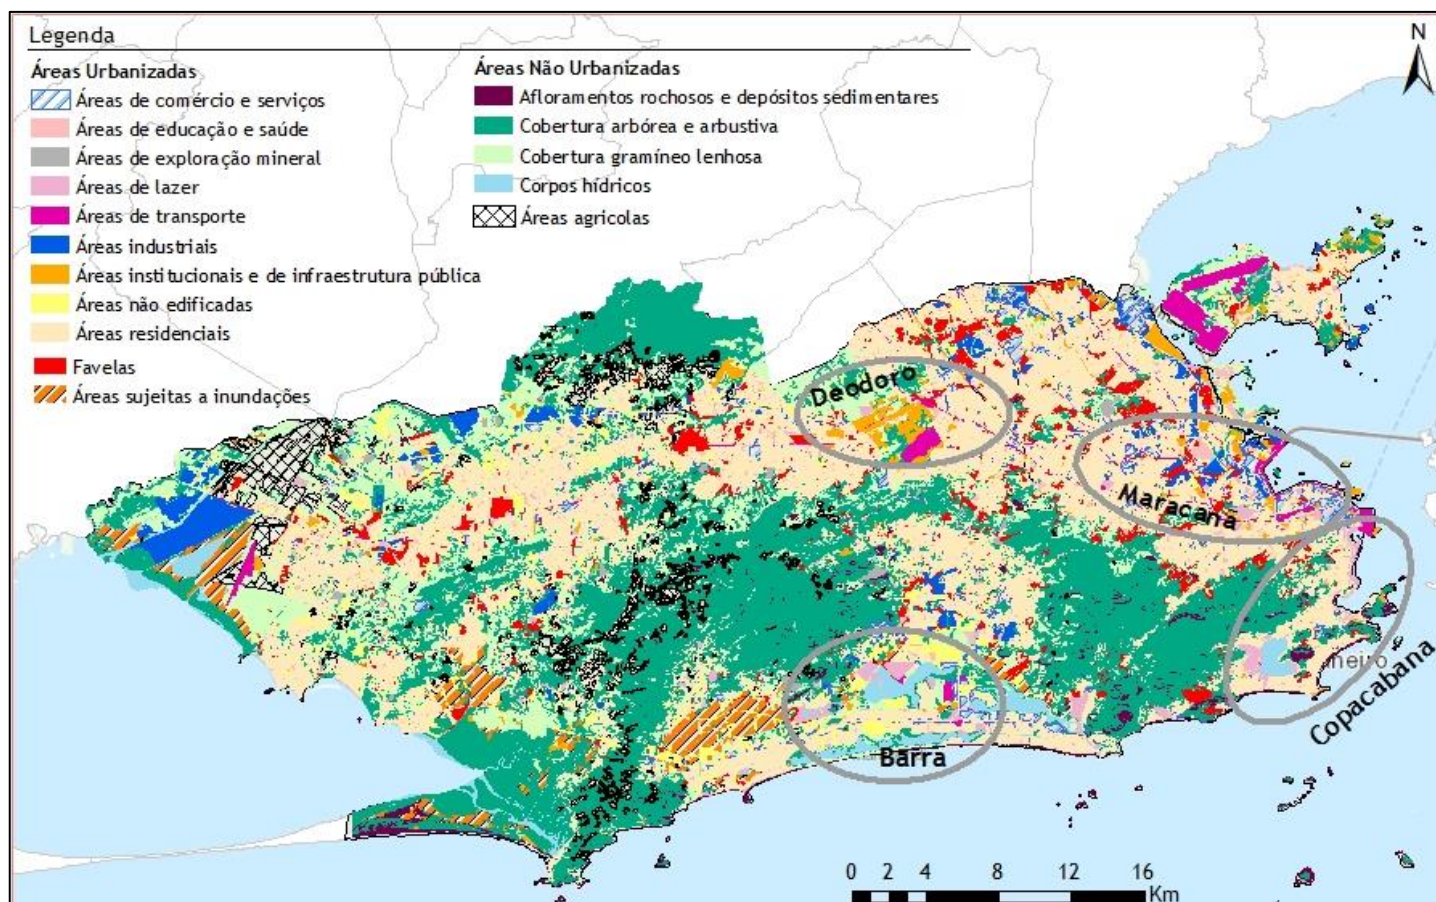 Legenda
Áreas Urbanizadas
Áreas de comércio e serviços
Áreas de educação e saúde
Áreas de exploração mineral
Áreas de lazer
Áreas de transporte
Áreas industriais
Áreas institucionais e de infraestrutura pública
Áreas não edificadas
Áreas residenciais
Favelas
Áreas sujeitas a inundações
Áreas Não Urbanizadas
Afloramentos rochosos e depósitos sedimentares
Cobertura arbórea e arbustiva
Cobertura gramíneo lenhosa
Corpos hídricos
Áreas agricolas
N
Deodoro
Maracana
neiro
Copacabana
Barra
0 2 4 8 12 16
Km